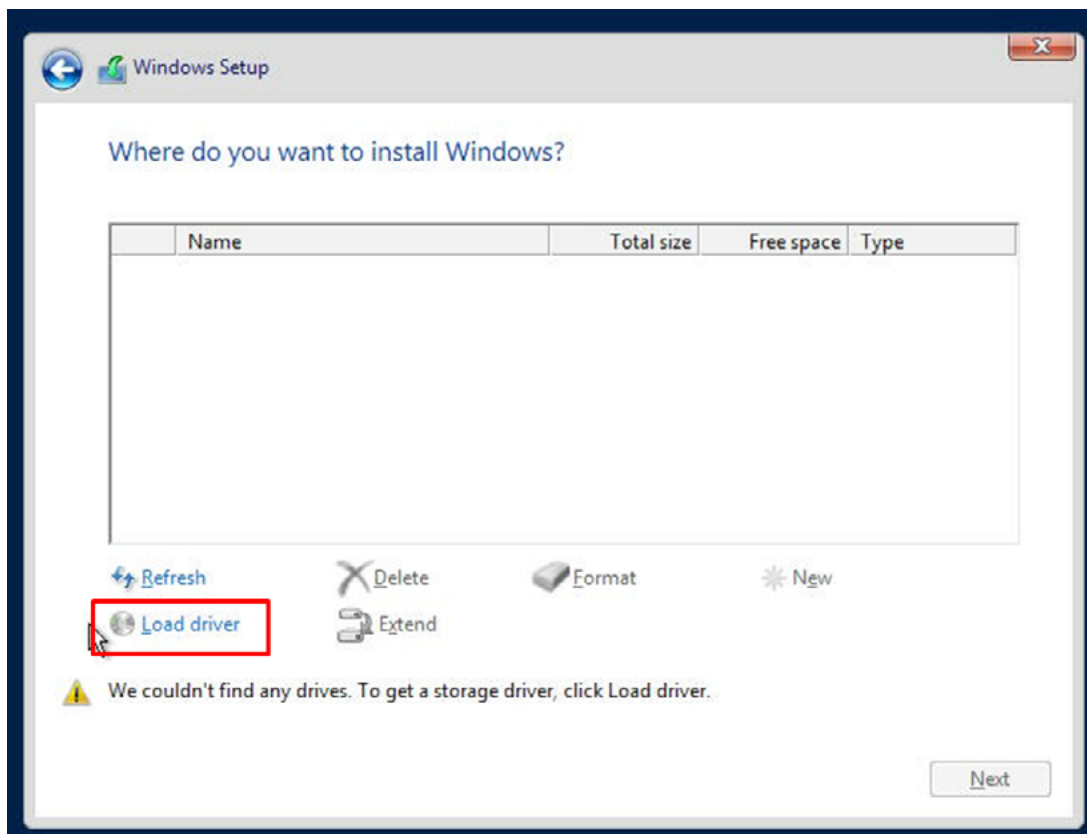 Windows Setup
Where do you want to install Windows?
Name Total size Free space Type
Refresh Delete Format New
Load driver Extend
We couldn't find any drives. To get a storage driver, click Load driver.
Next